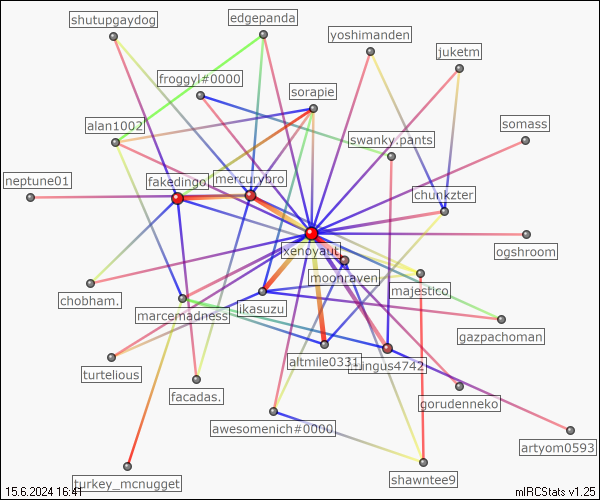 shutupgaydog
edgepanda
yoshimanden
juketm
froggyl#0000
sorapie
alan1002
somass
swanky.pants
neptune01
fakedingo.
mercurybro
chunkzter
xenoyaut
ogshroom
moonraven
chobham.
majestico
marcemadness
ikasuzu
gazpachoman
altmile0331
mingus4742
turtelious
facadas.
gorudenneko
awesomenich#0000
artyom0593
turkey_mcnugget
shawntee9
15.6.2024 16:41
mIRCStats v1.25